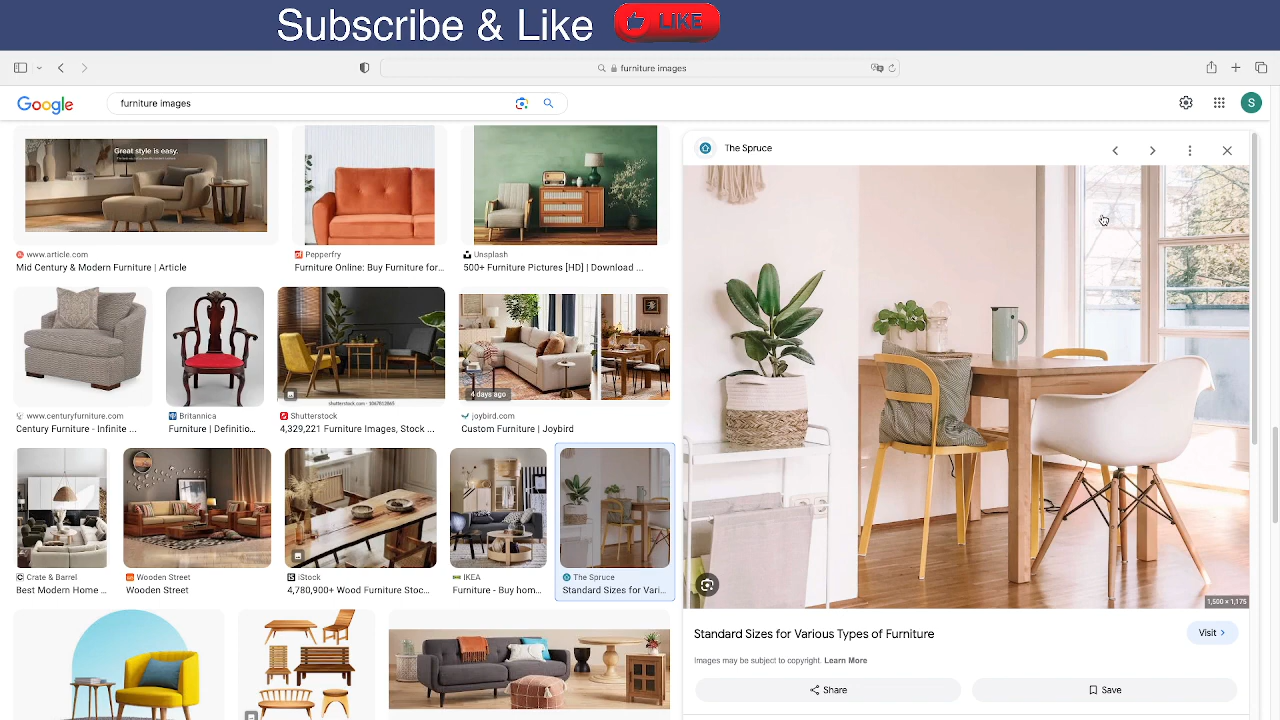 Subscribe & Like
LIKE
furniture images
Google
furniture images
S
Great style is easy.
www.article.com
Mid Century & Modern Furniture | Article
Pepperfry
Furniture Online: Buy Furniture for...
Unsplash
500+ Furniture Pictures [HD] | Download ...
www.centuryfurniture.com
Century Furniture - Infinite ...
Britannica
Furniture | Definitio...
shutterstock.com · 1067812865
Shutterstock
4,329,221 Furniture Images, Stock ...
4 days ago
joybird.com
Custom Furniture | Joybird
Crate & Barrel
Best Modern Home ...
Wooden Street
Wooden Street
iStock
4,780,900+ Wood Furniture Stoc...
IKEA
Furniture - Buy hom...
The Spruce
Standard Sizes for Vari...
The Spruce
1,500 × 1,175
Standard Sizes for Various Types of Furniture
Visit
Images may be subject to copyright. Learn More
Share
Save